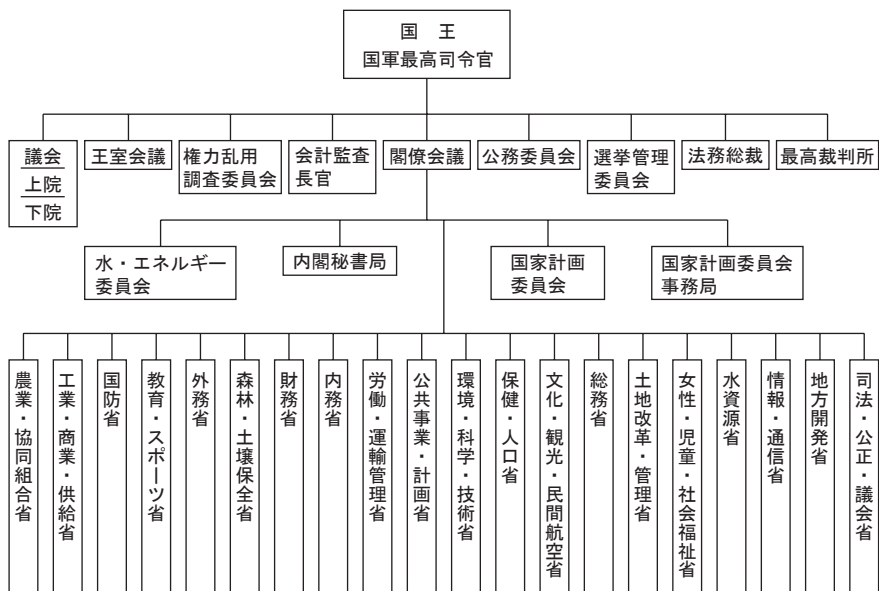 国　王
国軍最高司令官
議会
上院
下院
王室会議
権力乱用
調査委員会
会計監査
長官
閣僚会議
公務委員会
選挙管理
委員会
法務総裁
最高裁判所
水・エネルギー
委員会
内閣秘書局
国家計画
委員会
国家計画委員会
事務局
農業・協同組合省
工業・商業・供給省
国防省
教育・スポーツ省
外務省
森林・土壌保全省
財務省
内務省
労働・運輸管理省
公共事業・計画省
環境・科学・技術省
保健・人口省
文化・観光・民間航空省
総務省
土地改革・管理省
女性・児童・社会福祉省
水資源省
情報・通信省
地方開発省
司法・公正・議会省